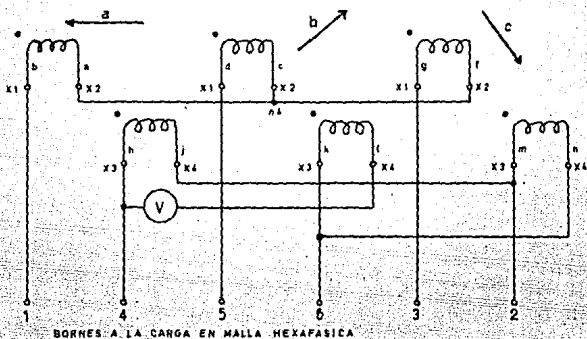 a b c
b a d c g f
X1 X2 X1 X2 X1 X2
n1
h j k l m n
X3 X4 X3 X4 X3 X4
V
1 4 5 6 3 2
BORNES A LA CARGA EN MALLA HEXAFASICA